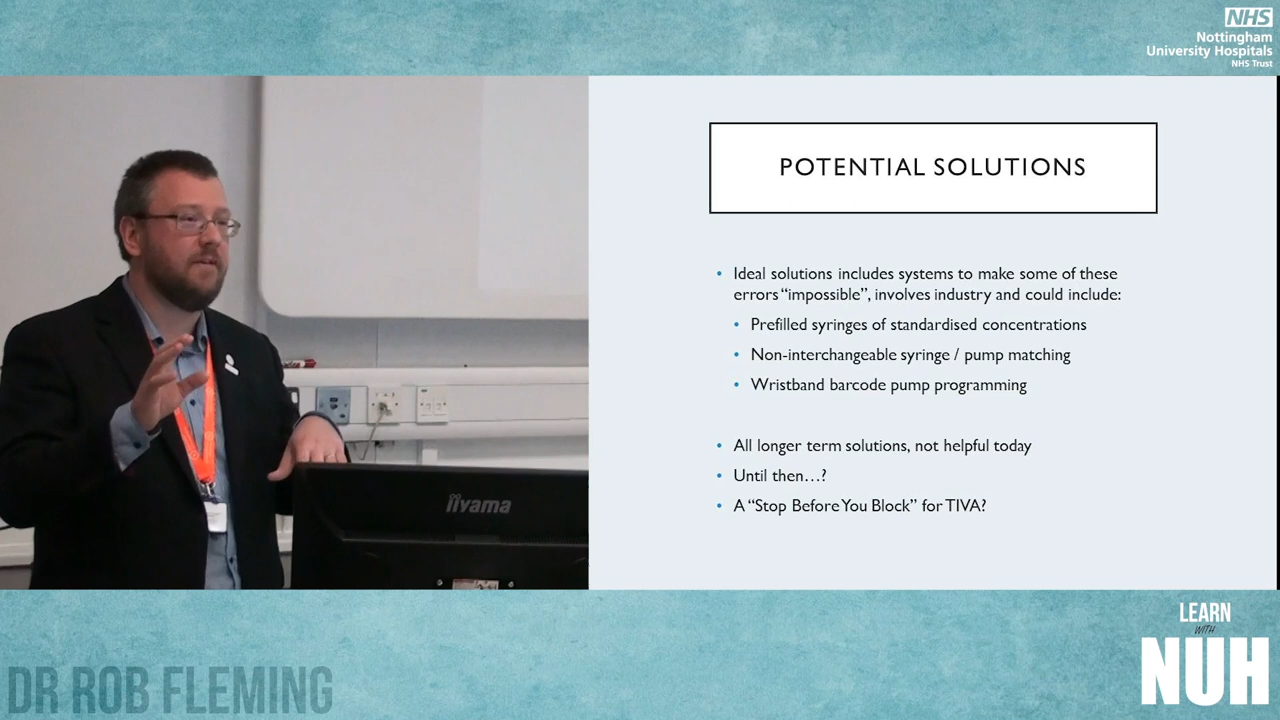 NHS
Nottingham
University Hospitals
NHS Trust
POTENTIAL SOLUTIONS
• Ideal solutions includes systems to make some of these
errors “impossible”, involves industry and could include:
• Prefilled syringes of standardised concentrations
• Non-interchangeable syringe / pump matching
• Wristband barcode pump programming
• All longer term solutions, not helpful today
• Until then…?
• A “Stop Before You Block” for TIVA?
iiyama
DR ROB FLEMING
LEARN
WITH
NUH